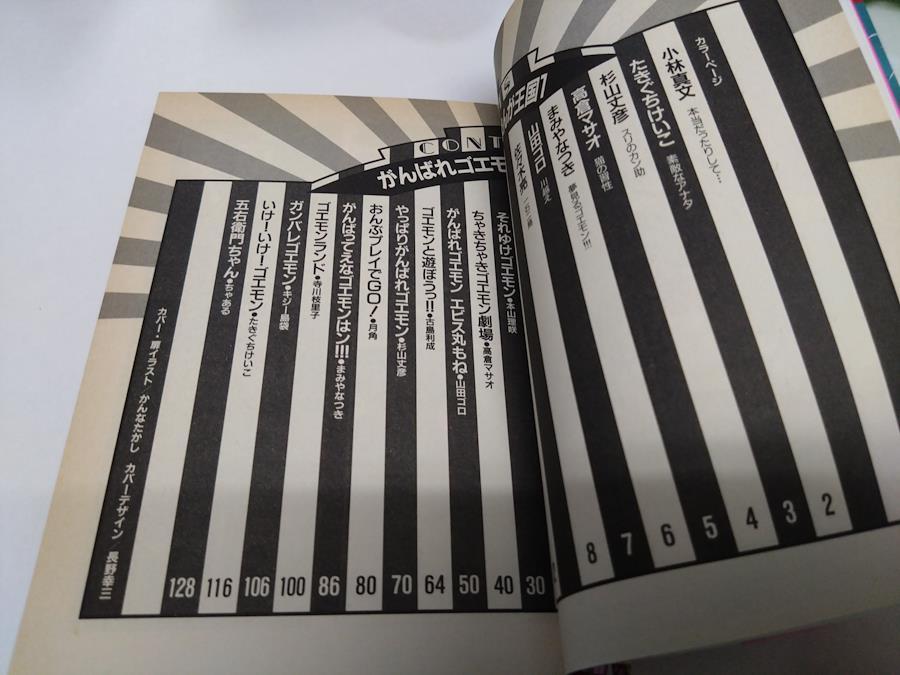 カラーページ
小林真文 本当だったりして…
2
たきぐちけいこ 素敵なアナタ
3
杉山丈彦 スリのカン助
4
高倉マサオ 猫の習性
5
まみやなつき 夢見るゴエモン!!!
6
山田ゴロ 川越え
7
8
CONT
がんばれゴエモ
それゆけゴエモン●本山理咲
30
ちゃきちゃきゴエモン劇場●高倉マサオ
40
がんばれゴエモン エビス丸もね●山田ゴロ
50
ゴエモンと遊ぼうっ!!●古島利成
64
やっぱりがんばれゴエモン●杉山丈彦
70
おんぶプレイでGO!●月角
80
がんばってえなゴエモンはん!!!●まみやなつき
86
ゴエモンランド●寺川枝里子
100
ガンバレゴエモン●キジー島袋
106
いけ!いけ!ゴエモン●たきぐちけいこ
116
五右衛門ちゃん●ちゃある
128
カバー・扉イラスト かんなたかし カバーデザイン 長野幸三